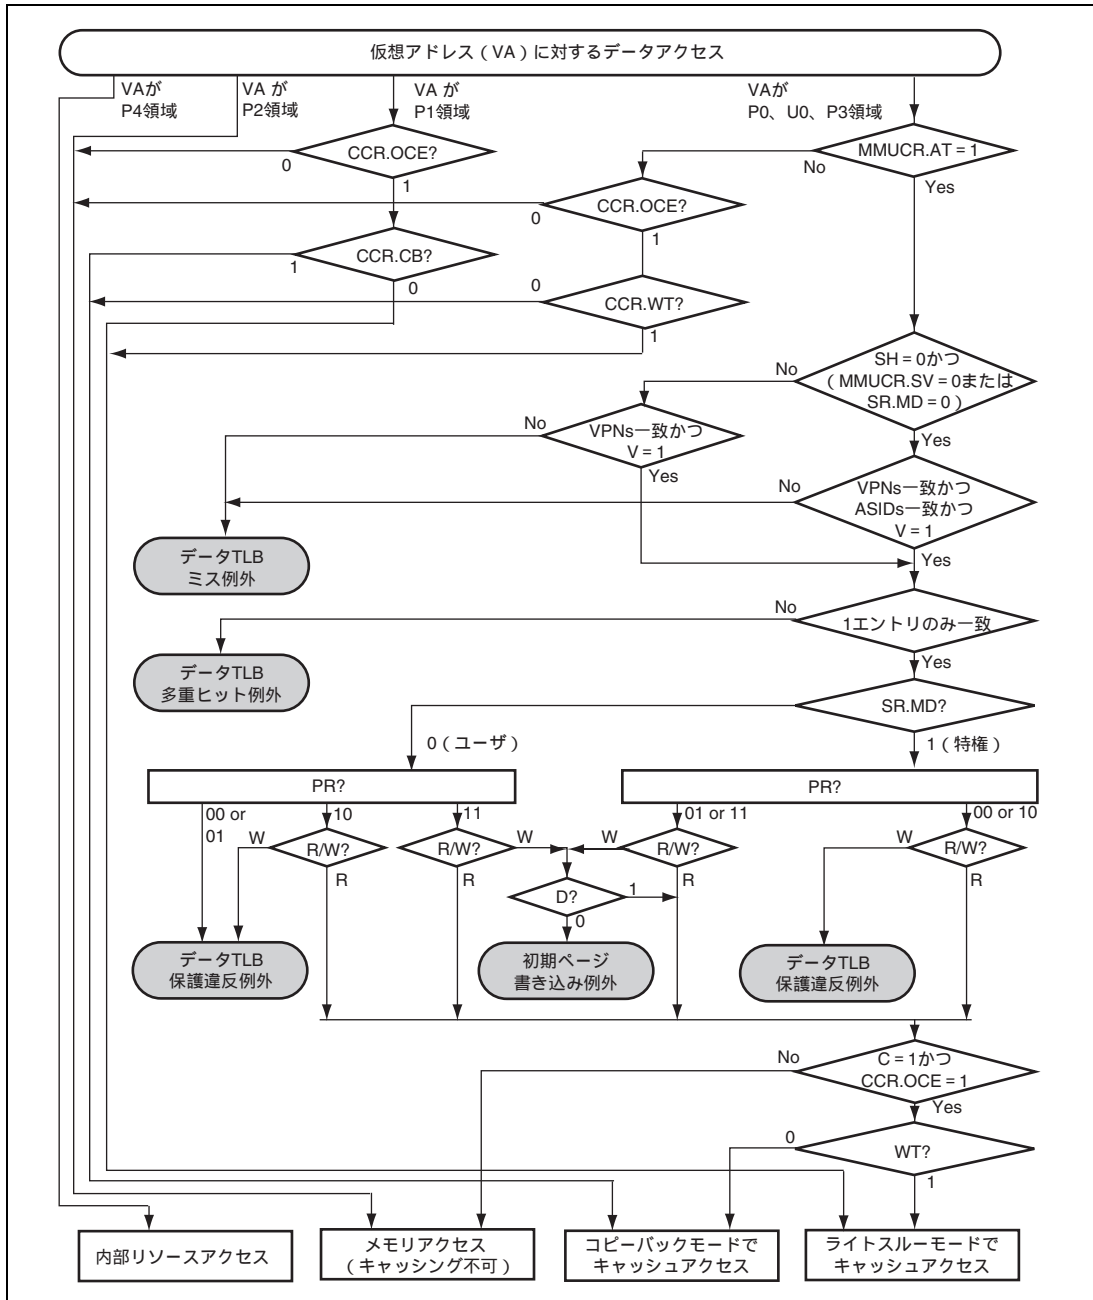 仮想アドレス（VA）に対するデータアクセス
VAが
P4領域
VA が
P2領域
VA が
P1領域
VAが
P0、U0、P3領域
CCR.OCE?
0
1
MMUCR.AT = 1
No
Yes
CCR.OCE?
0
1
CCR.CB?
1
0
CCR.WT?
0
1
SH = 0かつ
（MMUCR.SV = 0または
SR.MD = 0）
No
Yes
VPNs一致かつ
V = 1
No
Yes
VPNs一致かつ
ASIDs一致かつ
V = 1
No
Yes
データTLB
ミス例外
1エントリのみ一致
No
Yes
データTLB
多重ヒット例外
SR.MD?
0（ユーザ）
1（特権）
PR?
PR?
00 or
01
10
11
01 or 11
00 or 10
W
R/W?
R
R/W?
W
R
W
R/W?
R
W
R/W?
R
D?
1
0
データTLB
保護違反例外
初期ページ
書き込み例外
データTLB
保護違反例外
C = 1かつ
CCR.OCE = 1
No
Yes
WT?
0
1
内部リソースアクセス
メモリアクセス
（キャッシング不可）
コピーバックモードで
キャッシュアクセス
ライトスルーモードで
キャッシュアクセス